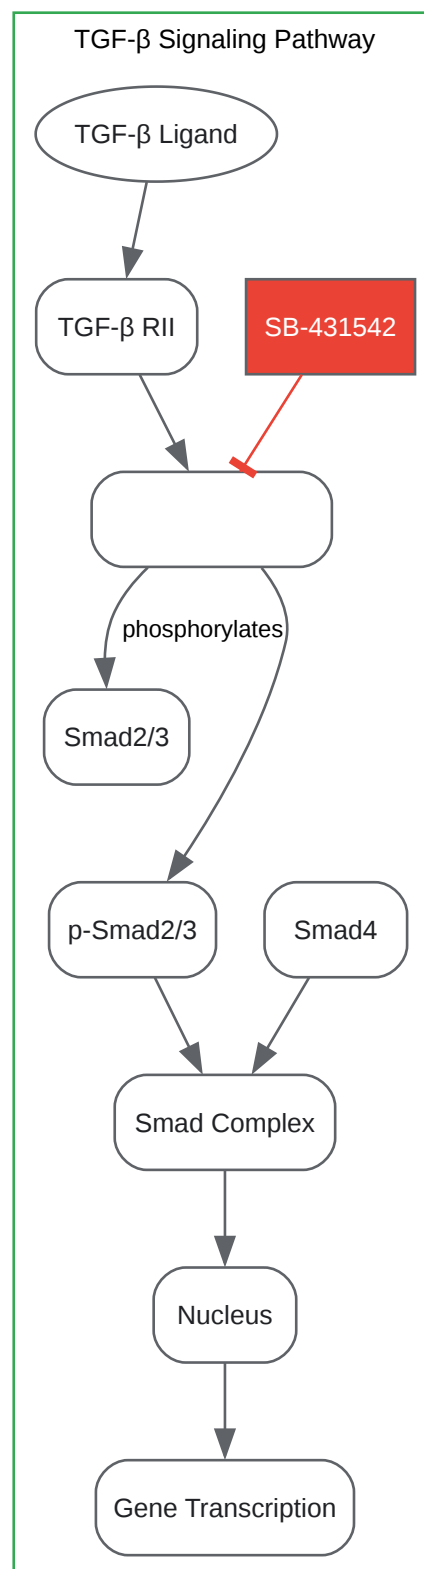 TGF-β Signaling Pathway
TGF-β Ligand
TGF-β RII
SB-431542
phosphorylates
Smad2/3
p-Smad2/3
Smad4
Smad Complex
Nucleus
Gene Transcription